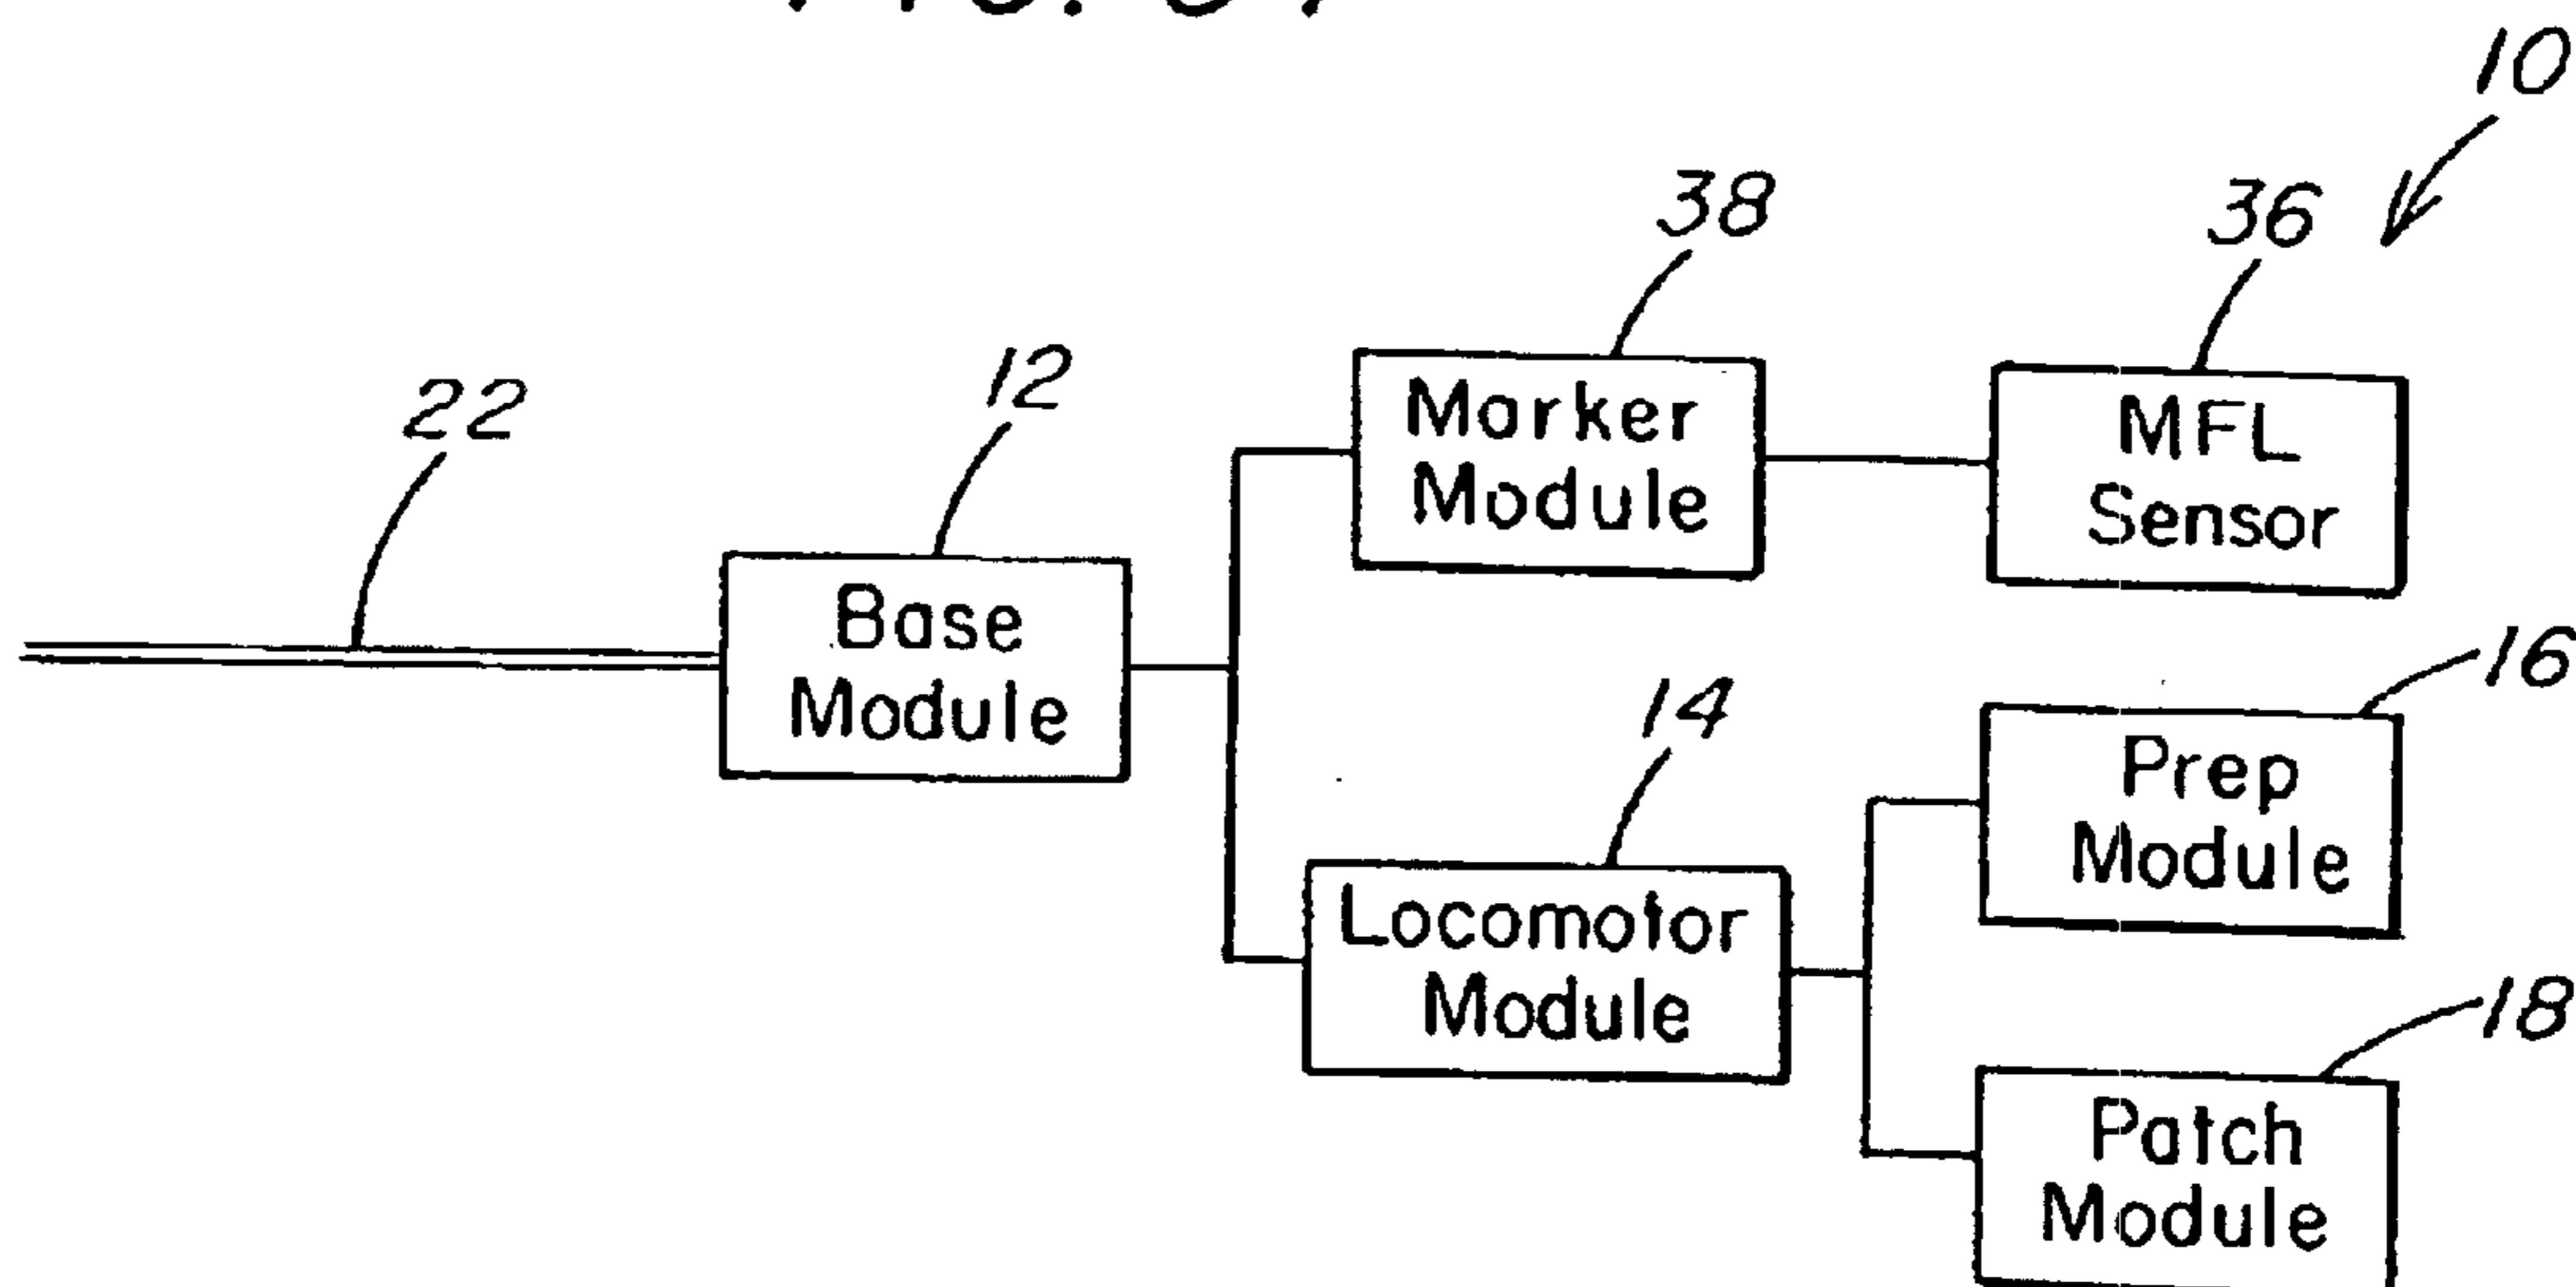 10
38
36
22
12
Marker
Module
MFL
Sensor
Base
Module
14
16
Prep
Module
Locomotor
Module
18
Patch
Module